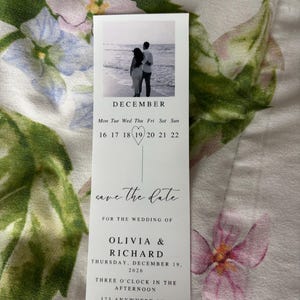 DECEMBER
Mon Tue Wed Thu Fri Sat Sun
16 17 18 19 20 21 22
save the date
FOR THE WEDDING OF
OLIVIA &
RICHARD
THURSDAY, DECEMBER 19,
2026
THREE O'CLOCK IN THE
AFTERNOON